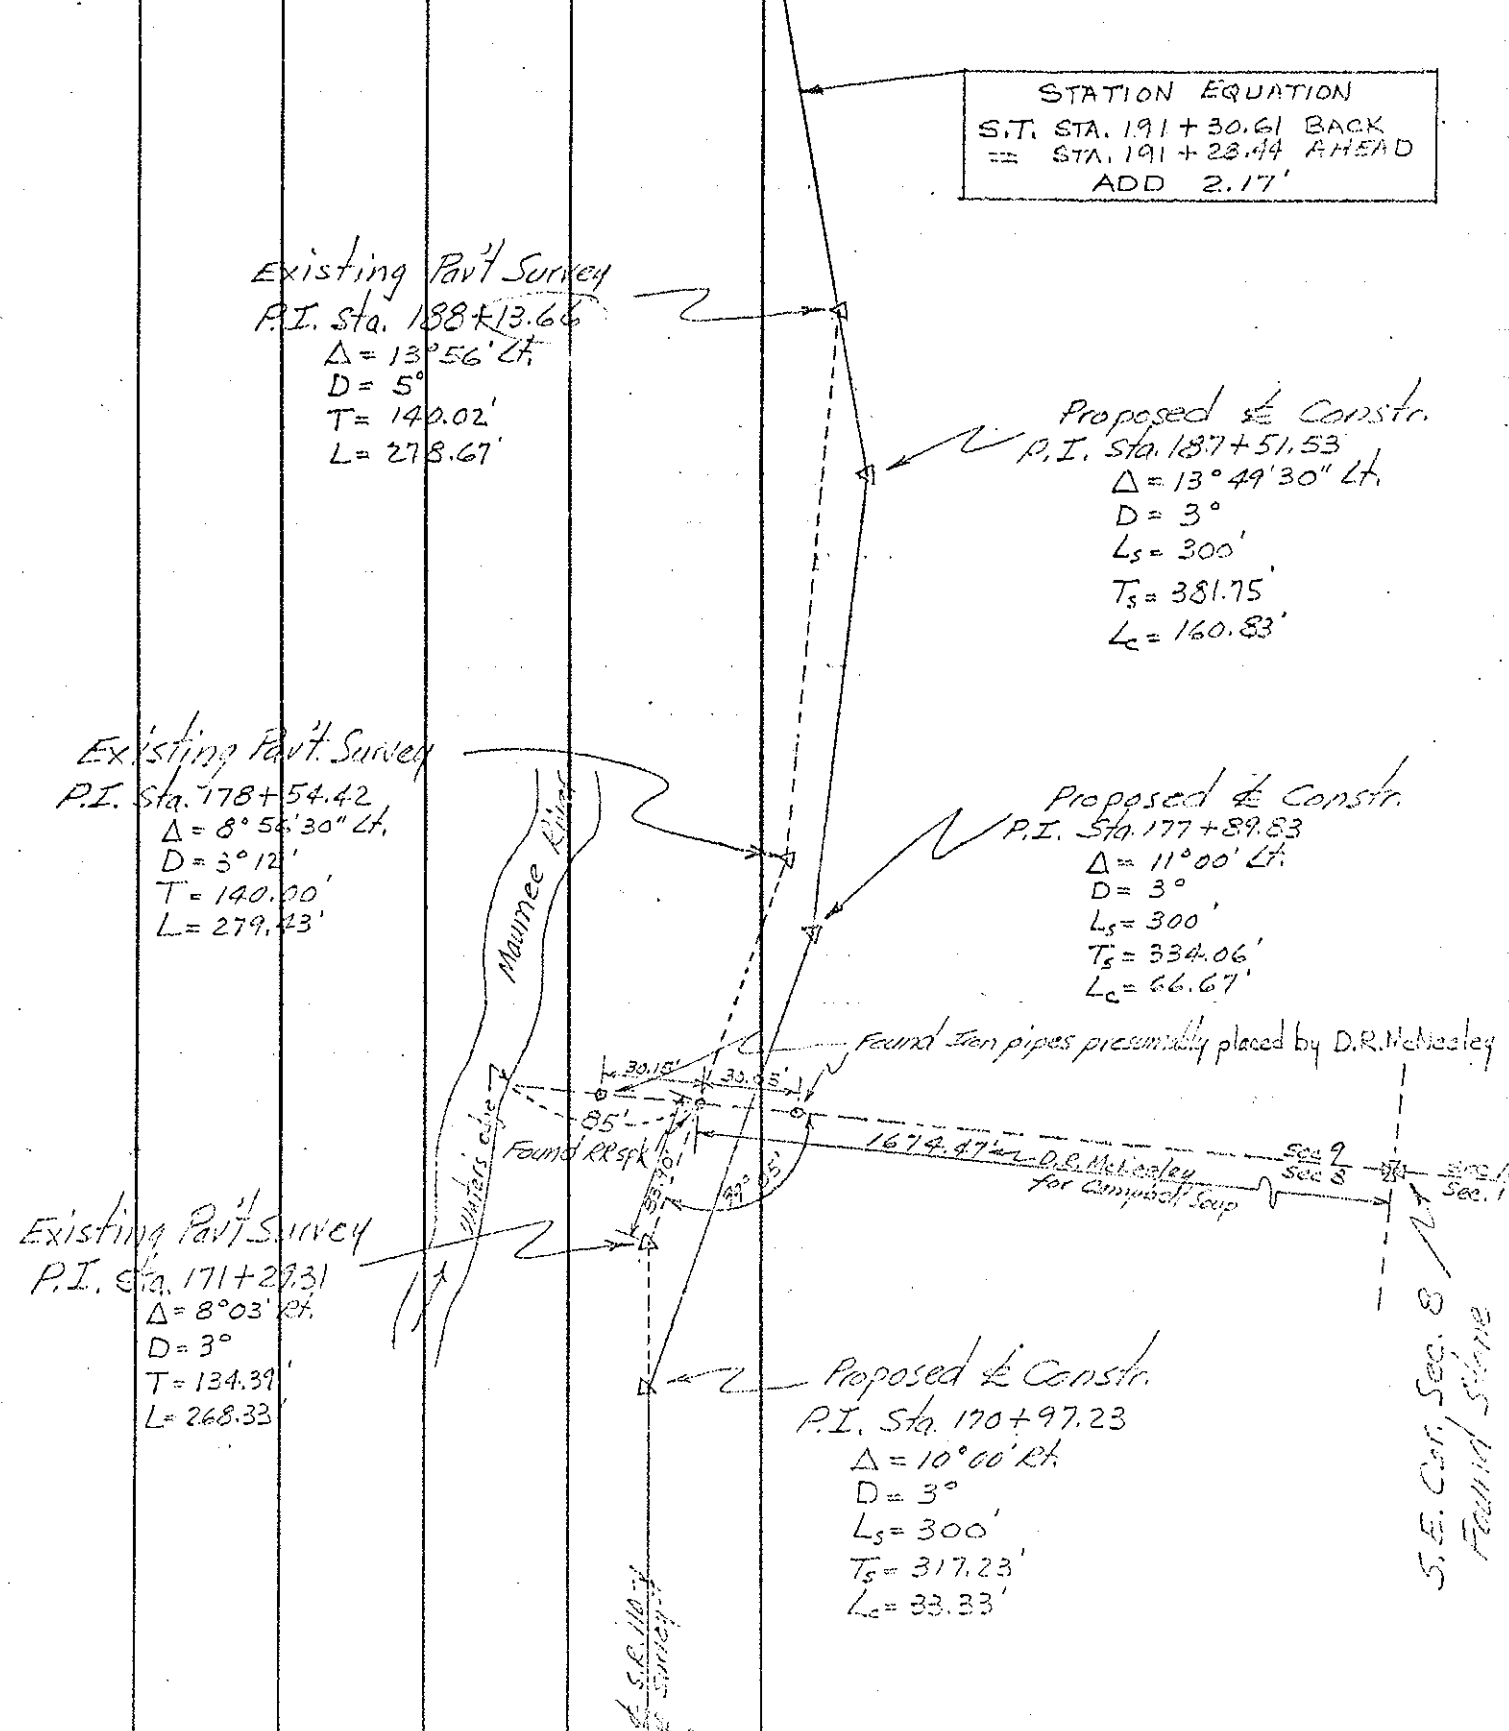 STATION EQUATION
S.T. STA. 191 + 30.61 BACK
= STA. 191 + 28.44 AHEAD
ADD 2.17'
Existing Pav't Survey
P.I. Sta. 188+13.66
Δ = 13°56' Lt.
D = 5°
T = 140.02'
L = 278.67'
Proposed ℄ Constr.
P.I. Sta. 187+51.53
Δ = 13°49'30" Lt.
D = 3°
Ls = 300'
Ts = 381.75'
Lc = 160.83'
Existing Pav't. Survey
P.I. Sta. 178+54.42
Δ = 8°56'30" Lt.
D = 3°12'
T = 140.00'
L = 279.43'
Maumee River
Proposed ℄ Constr.
P.I. Sta. 177+89.83
Δ = 11°00' Lt.
D = 3°
Ls = 300'
Ts = 334.06'
Lc = 66.67'
Found Iron pipes presumably placed by D.R. McNeeley
30.15'
85'
Found RR spk
Waters edge
1674.47'
D.R. McNeeley
for Campbell Soup
sec 9
sec 8
Sec. 1
Existing Pav't Survey
P.I. Sta. 171+29.31
Δ = 8°03' Rt.
D = 3°
T = 134.39'
L = 268.33'
Proposed ℄ Constr.
P.I. Sta. 170+97.23
Δ = 10°00' Rt.
D = 3°
Ls = 300'
Ts = 317.23'
Lc = 33.33'
S.E. Cor. Sec. 8
Found Stone
℄ S.R. 110
Survey